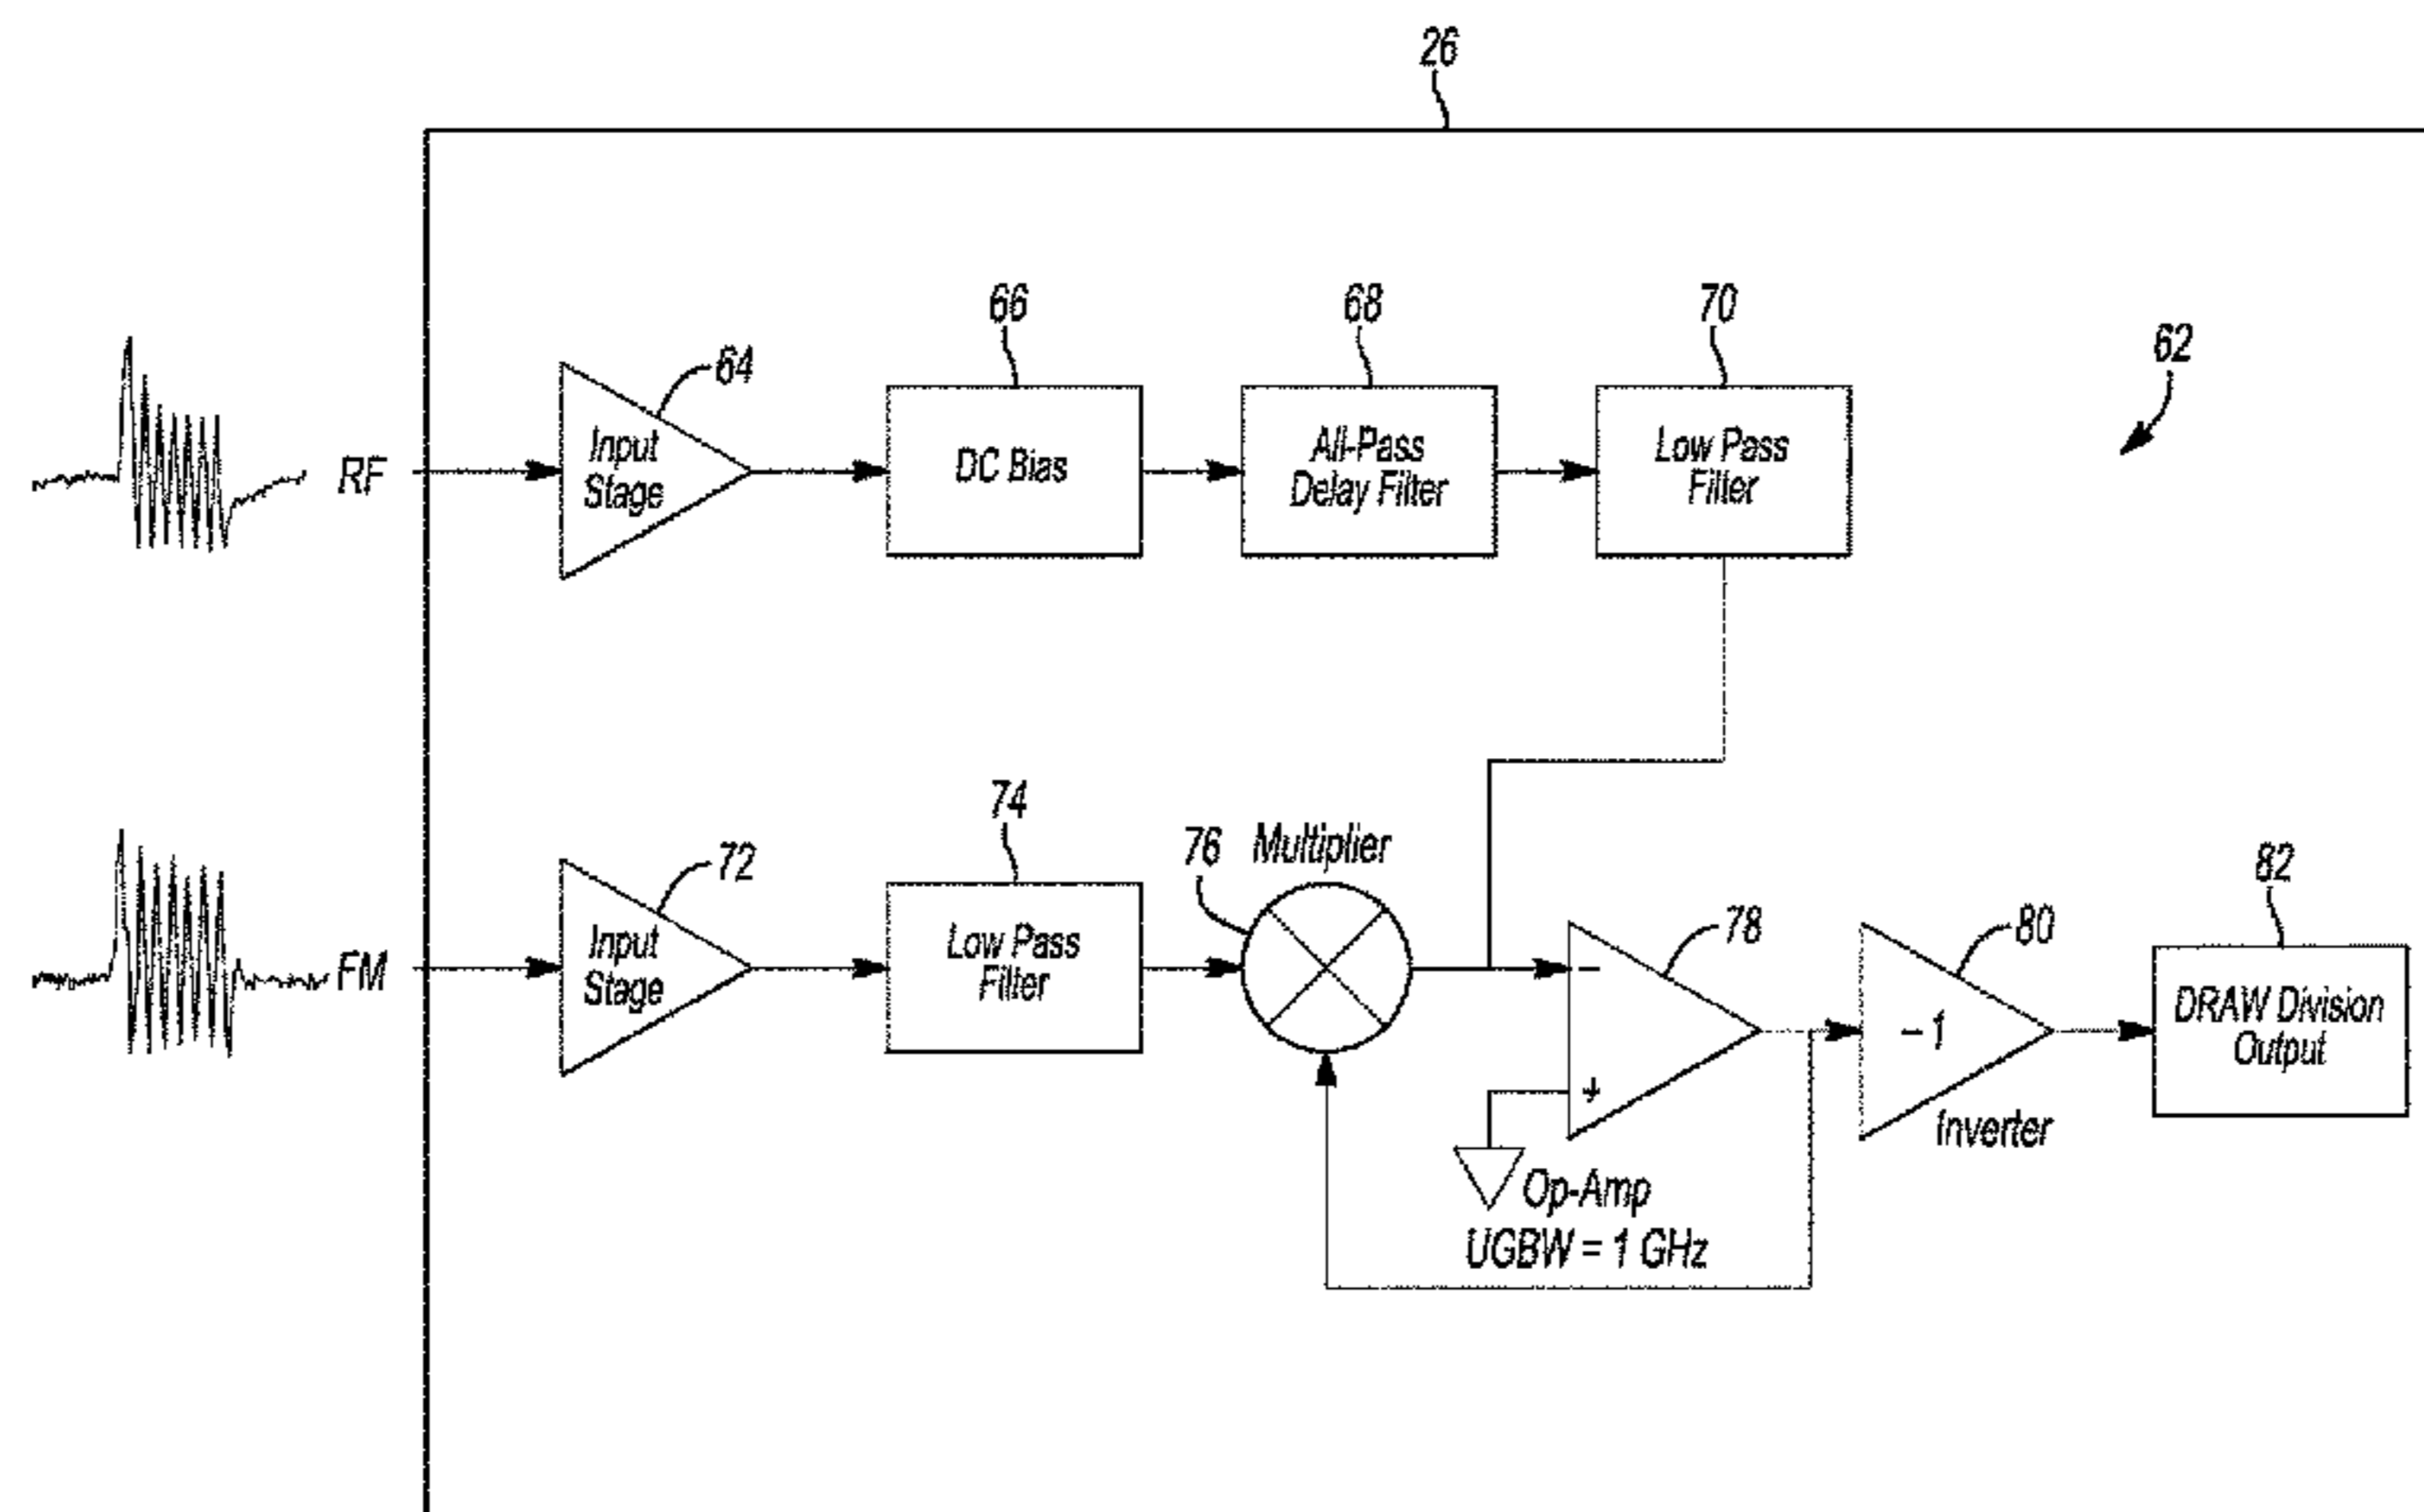 26
66
68
70
62
64
RF
Input
Stage
DC Bias
All-Pass
Delay Filter
Low Pass
Filter
74
76
Multiplier
72
78
80
82
FM
Input
Stage
Low Pass
Filter
−
+
− 1
DRAW Division
Output
Inverter
Op-Amp
UGBW = 1 GHz